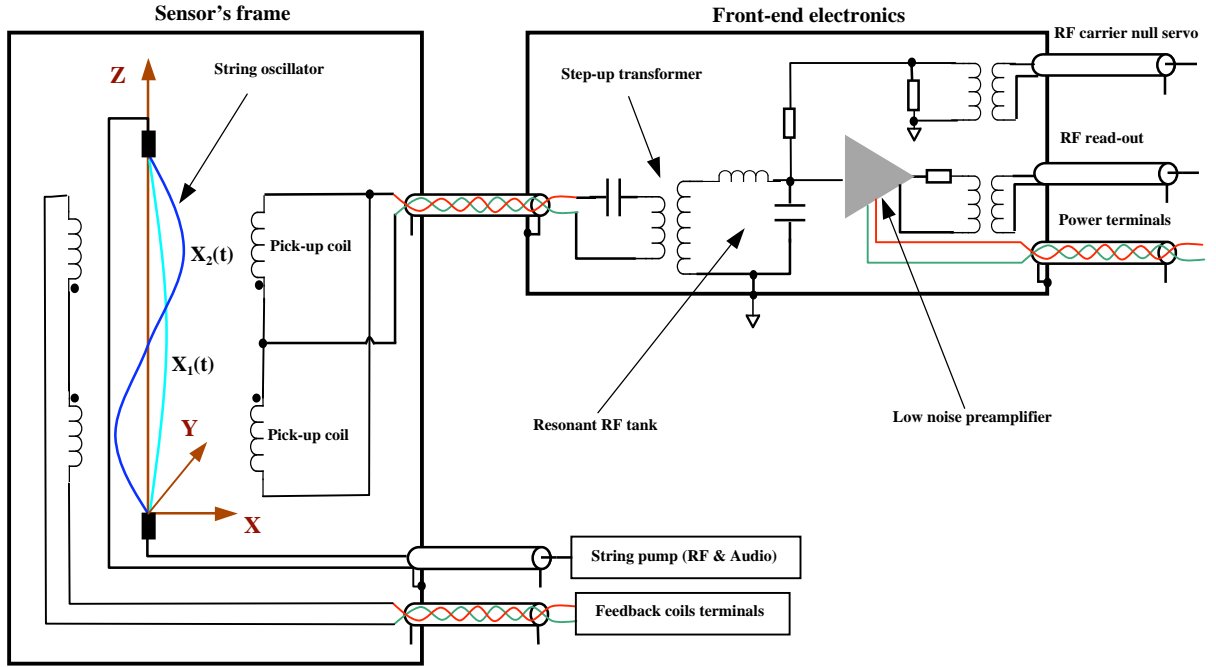 Sensor's frame
Front-end electronics
RF carrier null servo
Z
String oscillator
Step-up transformer
RF read-out
Power terminals
Pick-up coil
X2(t)
X1(t)
Y
Pick-up coil
Resonant RF tank
Low noise preamplifier
X
String pump (RF & Audio)
Feedback coils terminals